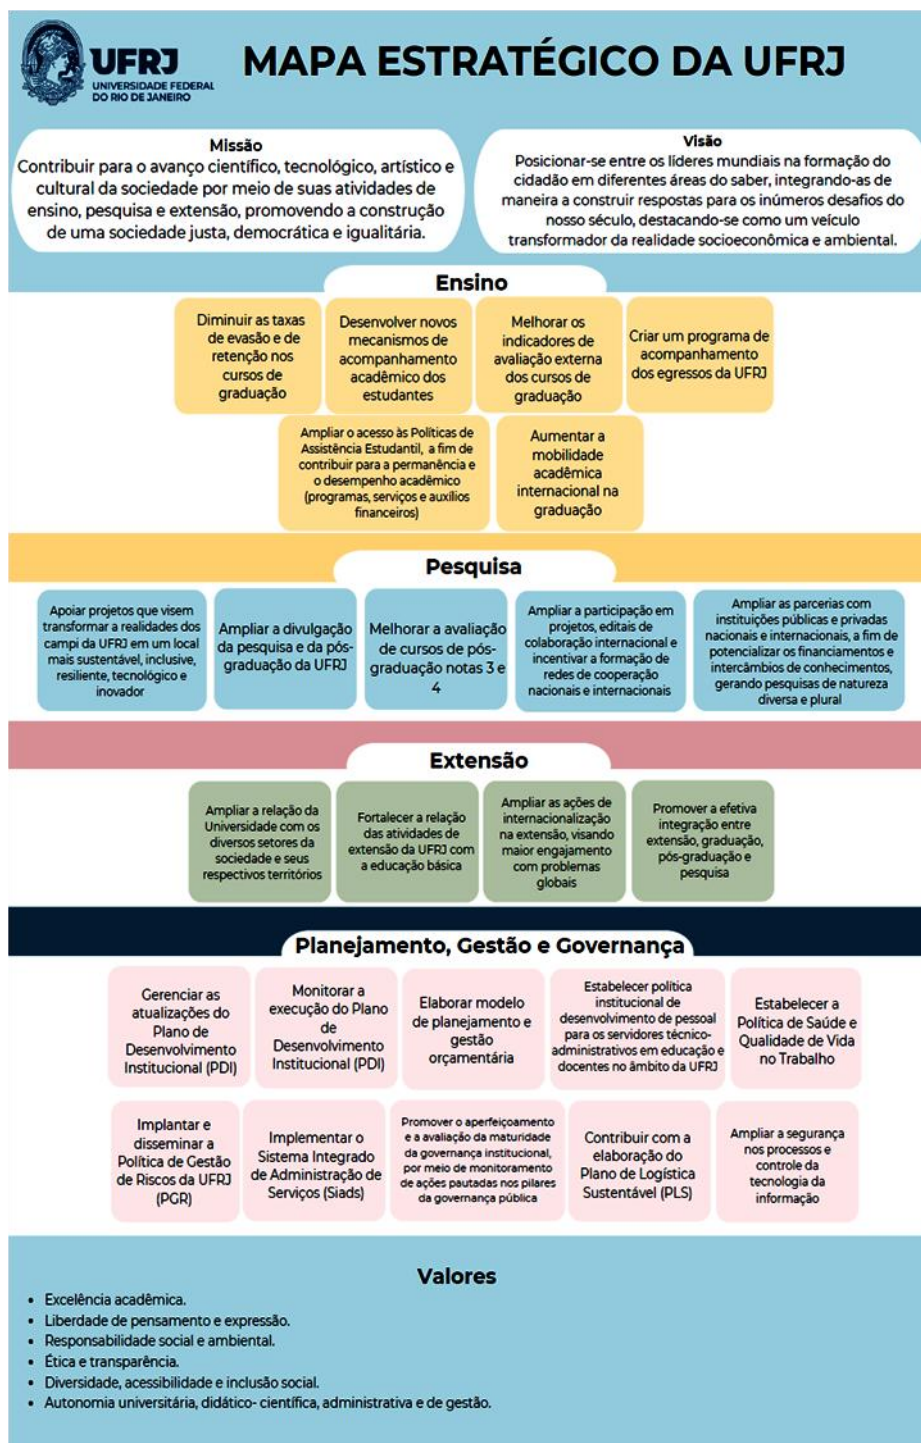 UFRJ
UNIVERSIDADE FEDERAL
DO RIO DE JANEIRO
MAPA ESTRATÉGICO DA UFRJ
Missão
Contribuir para o avanço científico, tecnológico, artístico e
cultural da sociedade por meio de suas atividades de
ensino, pesquisa e extensão, promovendo a construção
de uma sociedade justa, democrática e igualitária.
Visão
Posicionar-se entre os líderes mundiais na formação do
cidadão em diferentes áreas do saber, integrando-as de
maneira a construir respostas para os inúmeros desafios do
nosso século, destacando-se como um veículo
transformador da realidade socioeconômica e ambiental.
Ensino
Diminuir as taxas
de evasão e de
retenção nos
cursos de
graduação
Desenvolver novos
mecanismos de
acompanhamento
acadêmico dos
estudantes
Melhorar os
indicadores de
avaliação externa
dos cursos de
graduação
Criar um programa de
acompanhamento
dos egressos da UFRJ
Ampliar o acesso às Políticas de
Assistência Estudantil, a fim de
contribuir para a permanência e
o desempenho acadêmico
(programas, serviços e auxílios
financeiros)
Aumentar a
mobilidade
acadêmica
internacional na
graduação
Pesquisa
Apoiar projetos que visem
transformar a realidades dos
campi da UFRJ em um local
mais sustentável, inclusive,
resiliente, tecnológico e
inovador
Ampliar a divulgação
da pesquisa e da pós-
graduação da UFRJ
Melhorar a avaliação
de cursos de pós-
graduação notas 3 e
4
Ampliar a participação em
projetos, editais de
colaboração internacional e
incentivar a formação de
redes de cooperação
nacionais e internacionais
Ampliar as parcerias com
instituições públicas e privadas
nacionais e internacionais, a fim de
potencializar os financiamentos e
intercâmbios de conhecimentos,
gerando pesquisas de natureza
diversa e plural
Extensão
Ampliar a relação da
Universidade com os
diversos setores da
sociedade e seus
respectivos territórios
Fortalecer a relação
das atividades de
extensão da UFRJ com
a educação básica
Ampliar as ações de
internacionalização
na extensão, visando
maior engajamento
com problemas
globais
Promover a efetiva
integração entre
extensão, graduação,
pós-graduação e
pesquisa
Planejamento, Gestão e Governança
Gerenciar as
atualizações do
Plano de
Desenvolvimento
Institucional (PDI)
Monitorar a
execução do Plano
de
Desenvolvimento
Institucional (PDI)
Elaborar modelo
de planejamento e
gestão
orçamentária
Estabelecer política
institucional de
desenvolvimento de pessoal
para os servidores técnico-
administrativos em educação e
docentes no âmbito da UFRJ
Estabelecer a
Política de Saúde e
Qualidade de Vida
no Trabalho
Implantar e
disseminar a
Política de Gestão
de Riscos da UFRJ
(PGR)
Implementar o
Sistema Integrado
de Administração de
Serviços (Siads)
Promover o aperfeiçoamento
e a avaliação da maturidade
da governança institucional,
por meio de monitoramento
de ações pautadas nos pilares
da governança pública
Contribuir com a
elaboração do
Plano de Logística
Sustentável (PLS)
Ampliar a segurança
nos processos e
controle da
tecnologia da
informação
Valores
• Excelência acadêmica.
• Liberdade de pensamento e expressão.
• Responsabilidade social e ambiental.
• Ética e transparência.
• Diversidade, acessibilidade e inclusão social.
• Autonomia universitária, didático- científica, administrativa e de gestão.